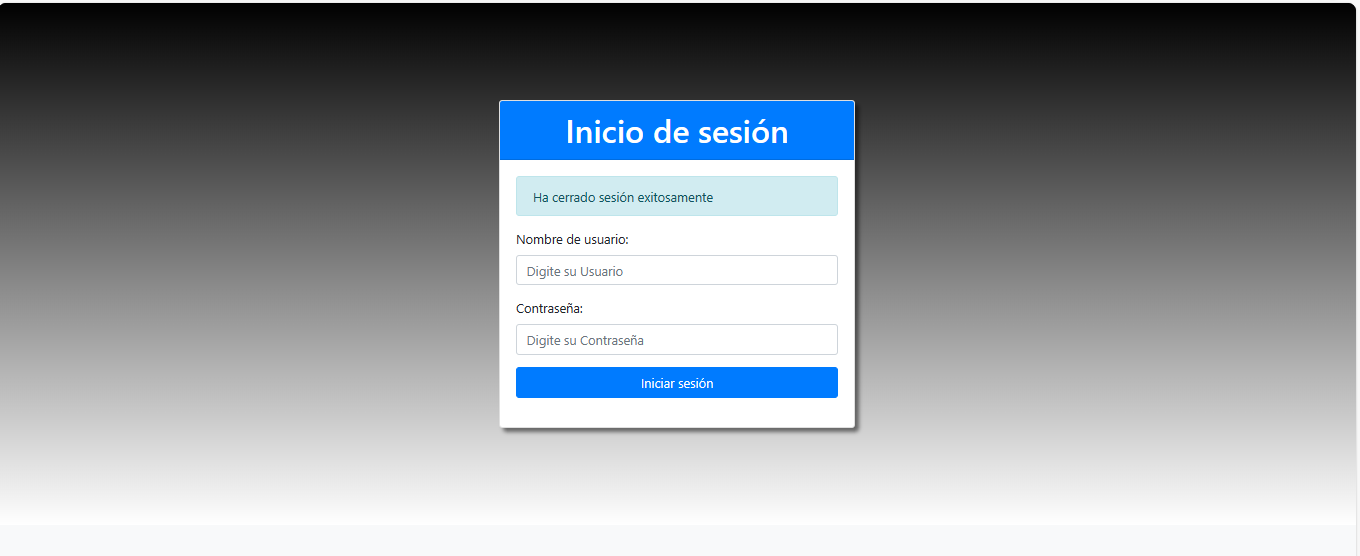 Inicio de sesión
Ha cerrado sesión exitosamente
Nombre de usuario:
Digite su Usuario
Contraseña:
Digite su Contraseña
Iniciar sesión